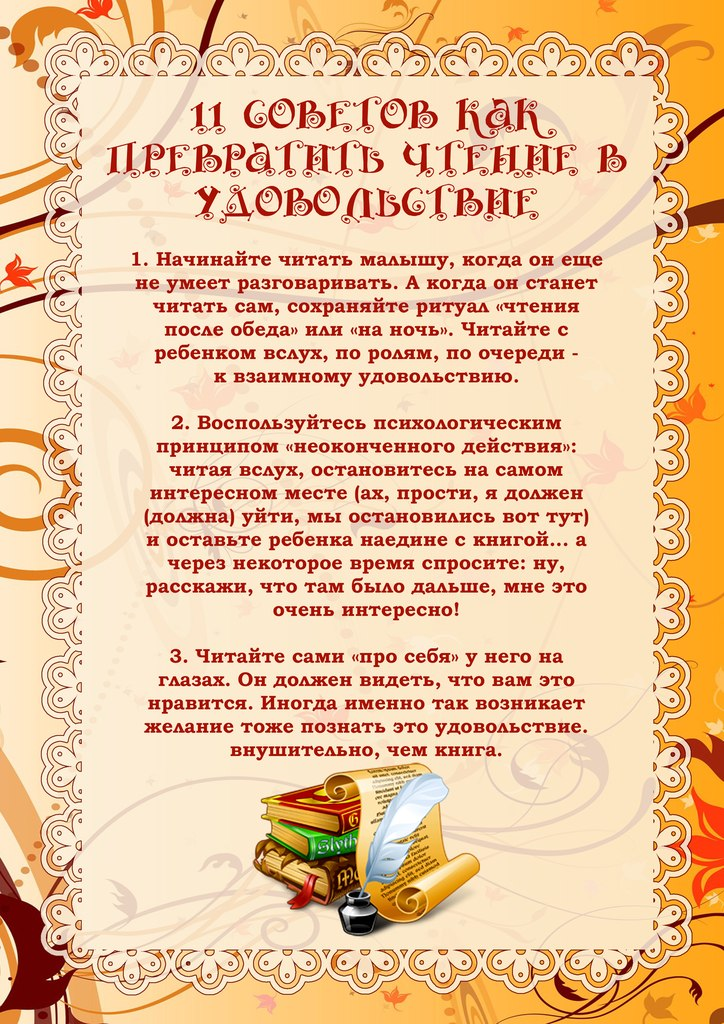 11 СОВЕТОВ КАК
ПРЕВРАТИТЬ ЧТЕНИЕ В
УДОВОЛЬСТВИЕ
1. Начинайте читать малышу, когда он еще
не умеет разговаривать. А когда он станет
читать сам, сохраняйте ритуал «чтения
после обеда» или «на ночь». Читайте с
ребенком вслух, по ролям, по очереди -
к взаимному удовольствию.
2. Воспользуйтесь психологическим
принципом «неоконченного действия»:
читая вслух, остановитесь на самом
интересном месте (ах, прости, я должен
(должна) уйти, мы остановились вот тут)
и оставьте ребенка наедине с книгой... а
через некоторое время спросите: ну,
расскажи, что там было дальше, мне это
очень интересно!
3. Читайте сами «про себя» у него на
глазах. Он должен видеть, что вам это
нравится. Иногда именно так возникает
желание тоже познать это удовольствие.
внушительно, чем книга.